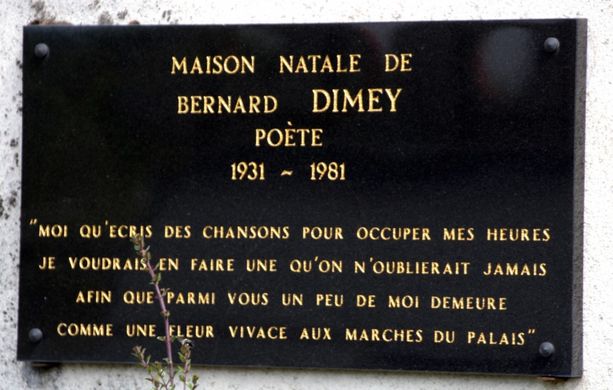 MAISON NATALE DE
BERNARD DIMEY
POÈTE
1931 ~ 1981
"MOI QU'ECRIS DES CHANSONS POUR OCCUPER MES HEURES
JE VOUDRAIS EN FAIRE UNE QU'ON N'OUBLIERAIT JAMAIS
AFIN QUE PARMI VOUS UN PEU DE MOI DEMEURE
COMME UNE FLEUR VIVACE AUX MARCHES DU PALAIS"